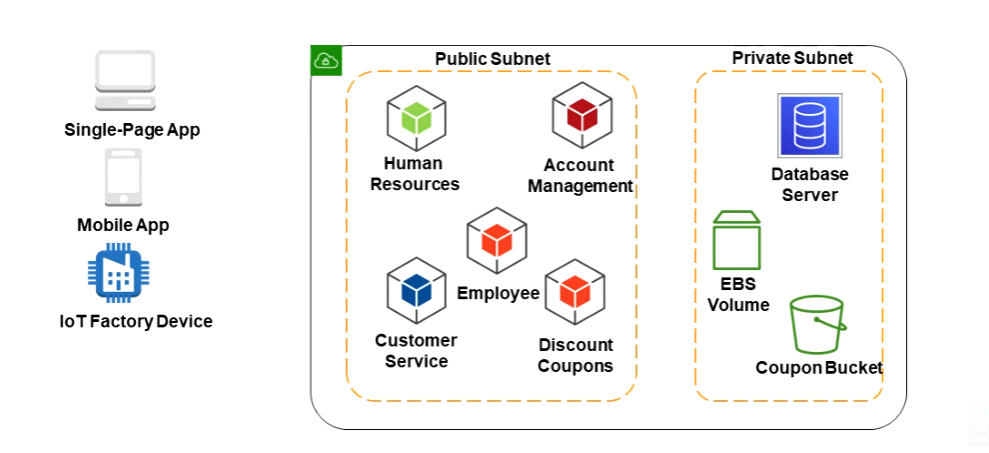 Single-Page App
Mobile App
IoT Factory Device
Public Subnet
Human
Resources
Account
Management
Employee
Customer
Service
Discount
Coupons
Private Subnet
Database
Server
EBS
Volume
Coupon Bucket